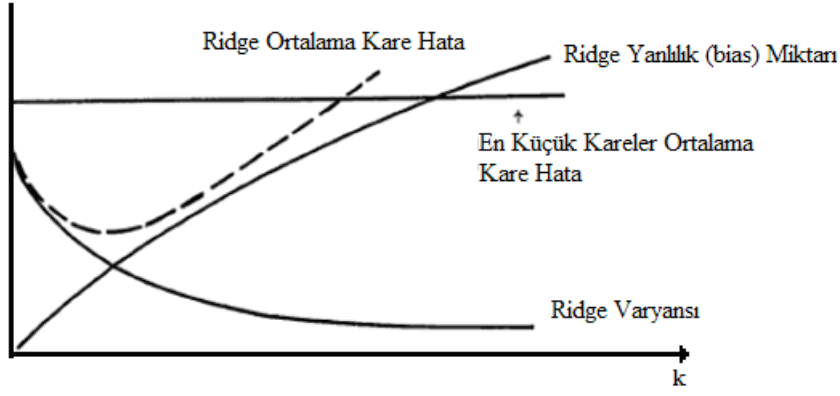 Ridge Ortalama Kare Hata
Ridge Yanlılık (bias) Miktarı
En Küçük Kareler Ortalama
Kare Hata
Ridge Varyansı
k